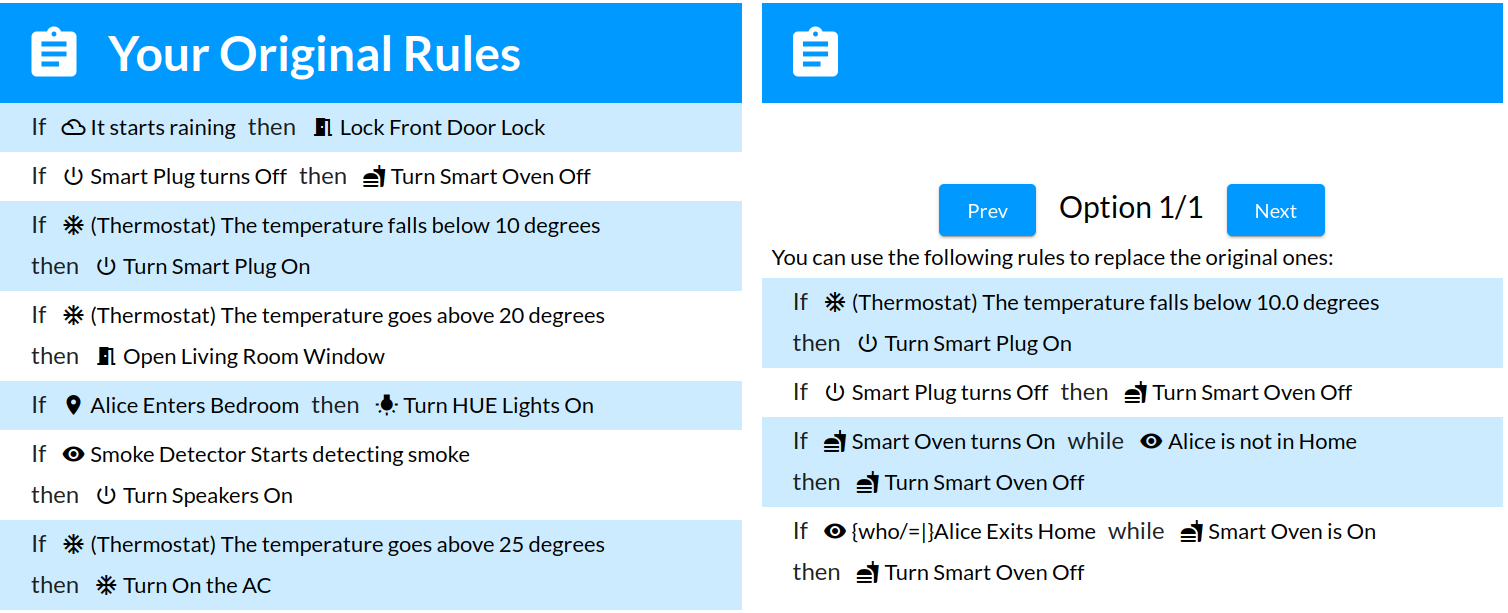 Your Original Rules
If It starts raining then Lock Front Door Lock
If Smart Plug turns Off then Turn Smart Oven Off
If (Thermostat) The temperature falls below 10 degrees
then Turn Smart Plug On
If (Thermostat) The temperature goes above 20 degrees
then Open Living Room Window
If Alice Enters Bedroom then Turn HUE Lights On
If Smoke Detector Starts detecting smoke
then Turn Speakers On
If (Thermostat) The temperature goes above 25 degrees
then Turn On the AC
Prev Option 1/1 Next
You can use the following rules to replace the original ones:
If (Thermostat) The temperature falls below 10.0 degrees
then Turn Smart Plug On
If Smart Plug turns Off then Turn Smart Oven Off
If Smart Oven turns On while Alice is not in Home
then Turn Smart Oven Off
If {who/=|}Alice Exits Home while Smart Oven is On
then Turn Smart Oven Off